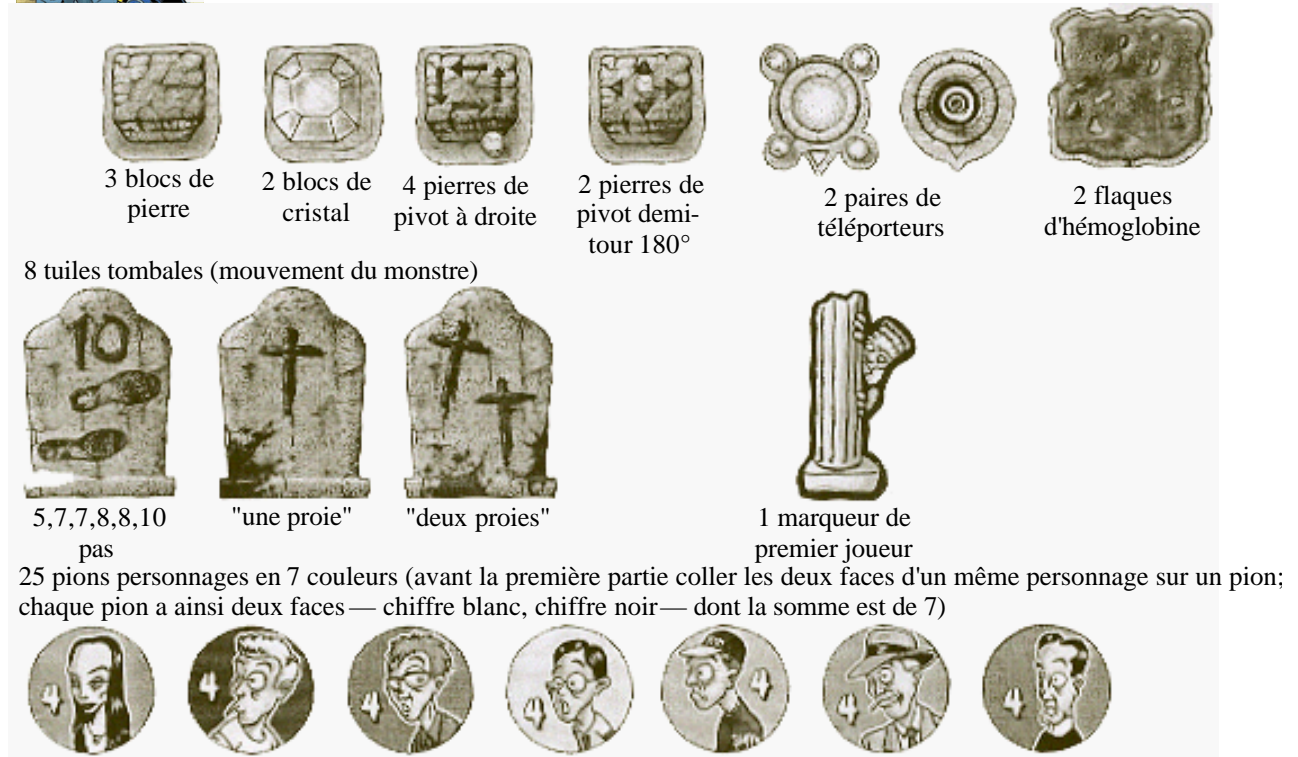 3 blocs de
pierre
2 blocs de
cristal
4 pierres de
pivot à droite
2 pierres de
pivot demi-
tour 180°
2 paires de
téléporteurs
2 flaques
d'hémoglobine
8 tuiles tombales (mouvement du monstre)
10
5,7,7,8,8,10
pas
"une proie"
"deux proies"
1 marqueur de
premier joueur
25 pions personnages en 7 couleurs (avant la première partie coller les deux faces d'un même personnage sur un pion;
chaque pion a ainsi deux faces — chiffre blanc, chiffre noir — dont la somme est de 7)
4
4
4
4
4
4
4